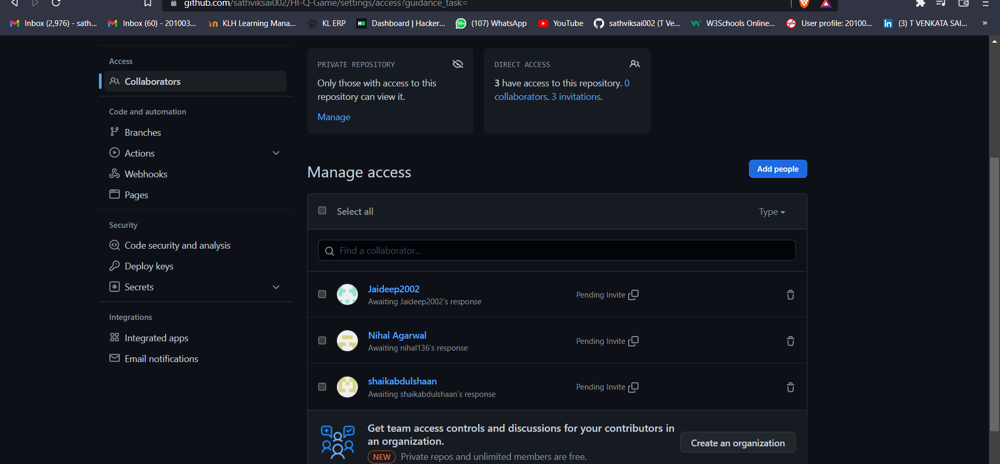 github.com/sathviksai002/HI-Q-Game/settings/access?guidance_task=
Inbox (2,976) - sath... Inbox (60) - 201003... KLH Learning Mana... KL ERP Dashboard | Hacker... 99+ (107) WhatsApp YouTube sathviksai002 (T Ve... W3Schools Online... User profile: 20100... (3) T VENKATA SAI... »
Access
Collaborators
Code and automation
Branches
Actions
Webhooks
Pages
Security
Code security and analysis
Deploy keys
Secrets
Integrations
Integrated apps
Email notifications
PRIVATE REPOSITORY
Only those with access to this
repository can view it.
Manage
DIRECT ACCESS
3 have access to this repository. 0
collaborators. 3 invitations.
Manage access
Add people
Select all
Type
Find a collaborator...
Jaideep2002
Awaiting Jaideep2002's response
Pending Invite
Nihal Agarwal
Awaiting nihal136's response
Pending Invite
shaikabdulshaan
Awaiting shaikabdulshaan's response
Pending Invite
Get team access controls and discussions for your contributors in
an organization.
NEW Private repos and unlimited members are free.
Create an organization